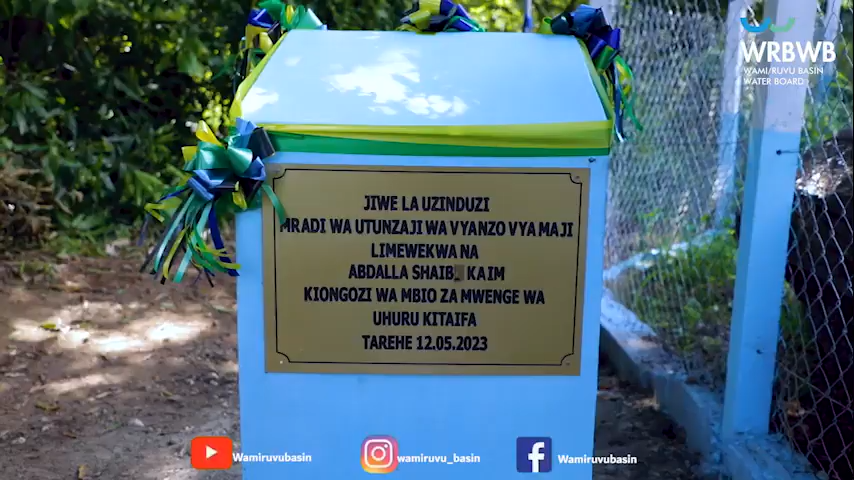 WRBWB
WAMI/RUVU BASIN
WATER BOARD
JIWE LA UZINDUZI
MRADI WA UTUNZAJI WA VYANZO VYA MAJI
LIMEWEKWA NA
ABDALLA KAIM
KIONGOZI WA MBIO ZA MWENGE WA
UHURU KITAIFA
TAREHE 12.05.2023
Wamiruvubasin
wamiruvu_basin
Wamiruvubasin